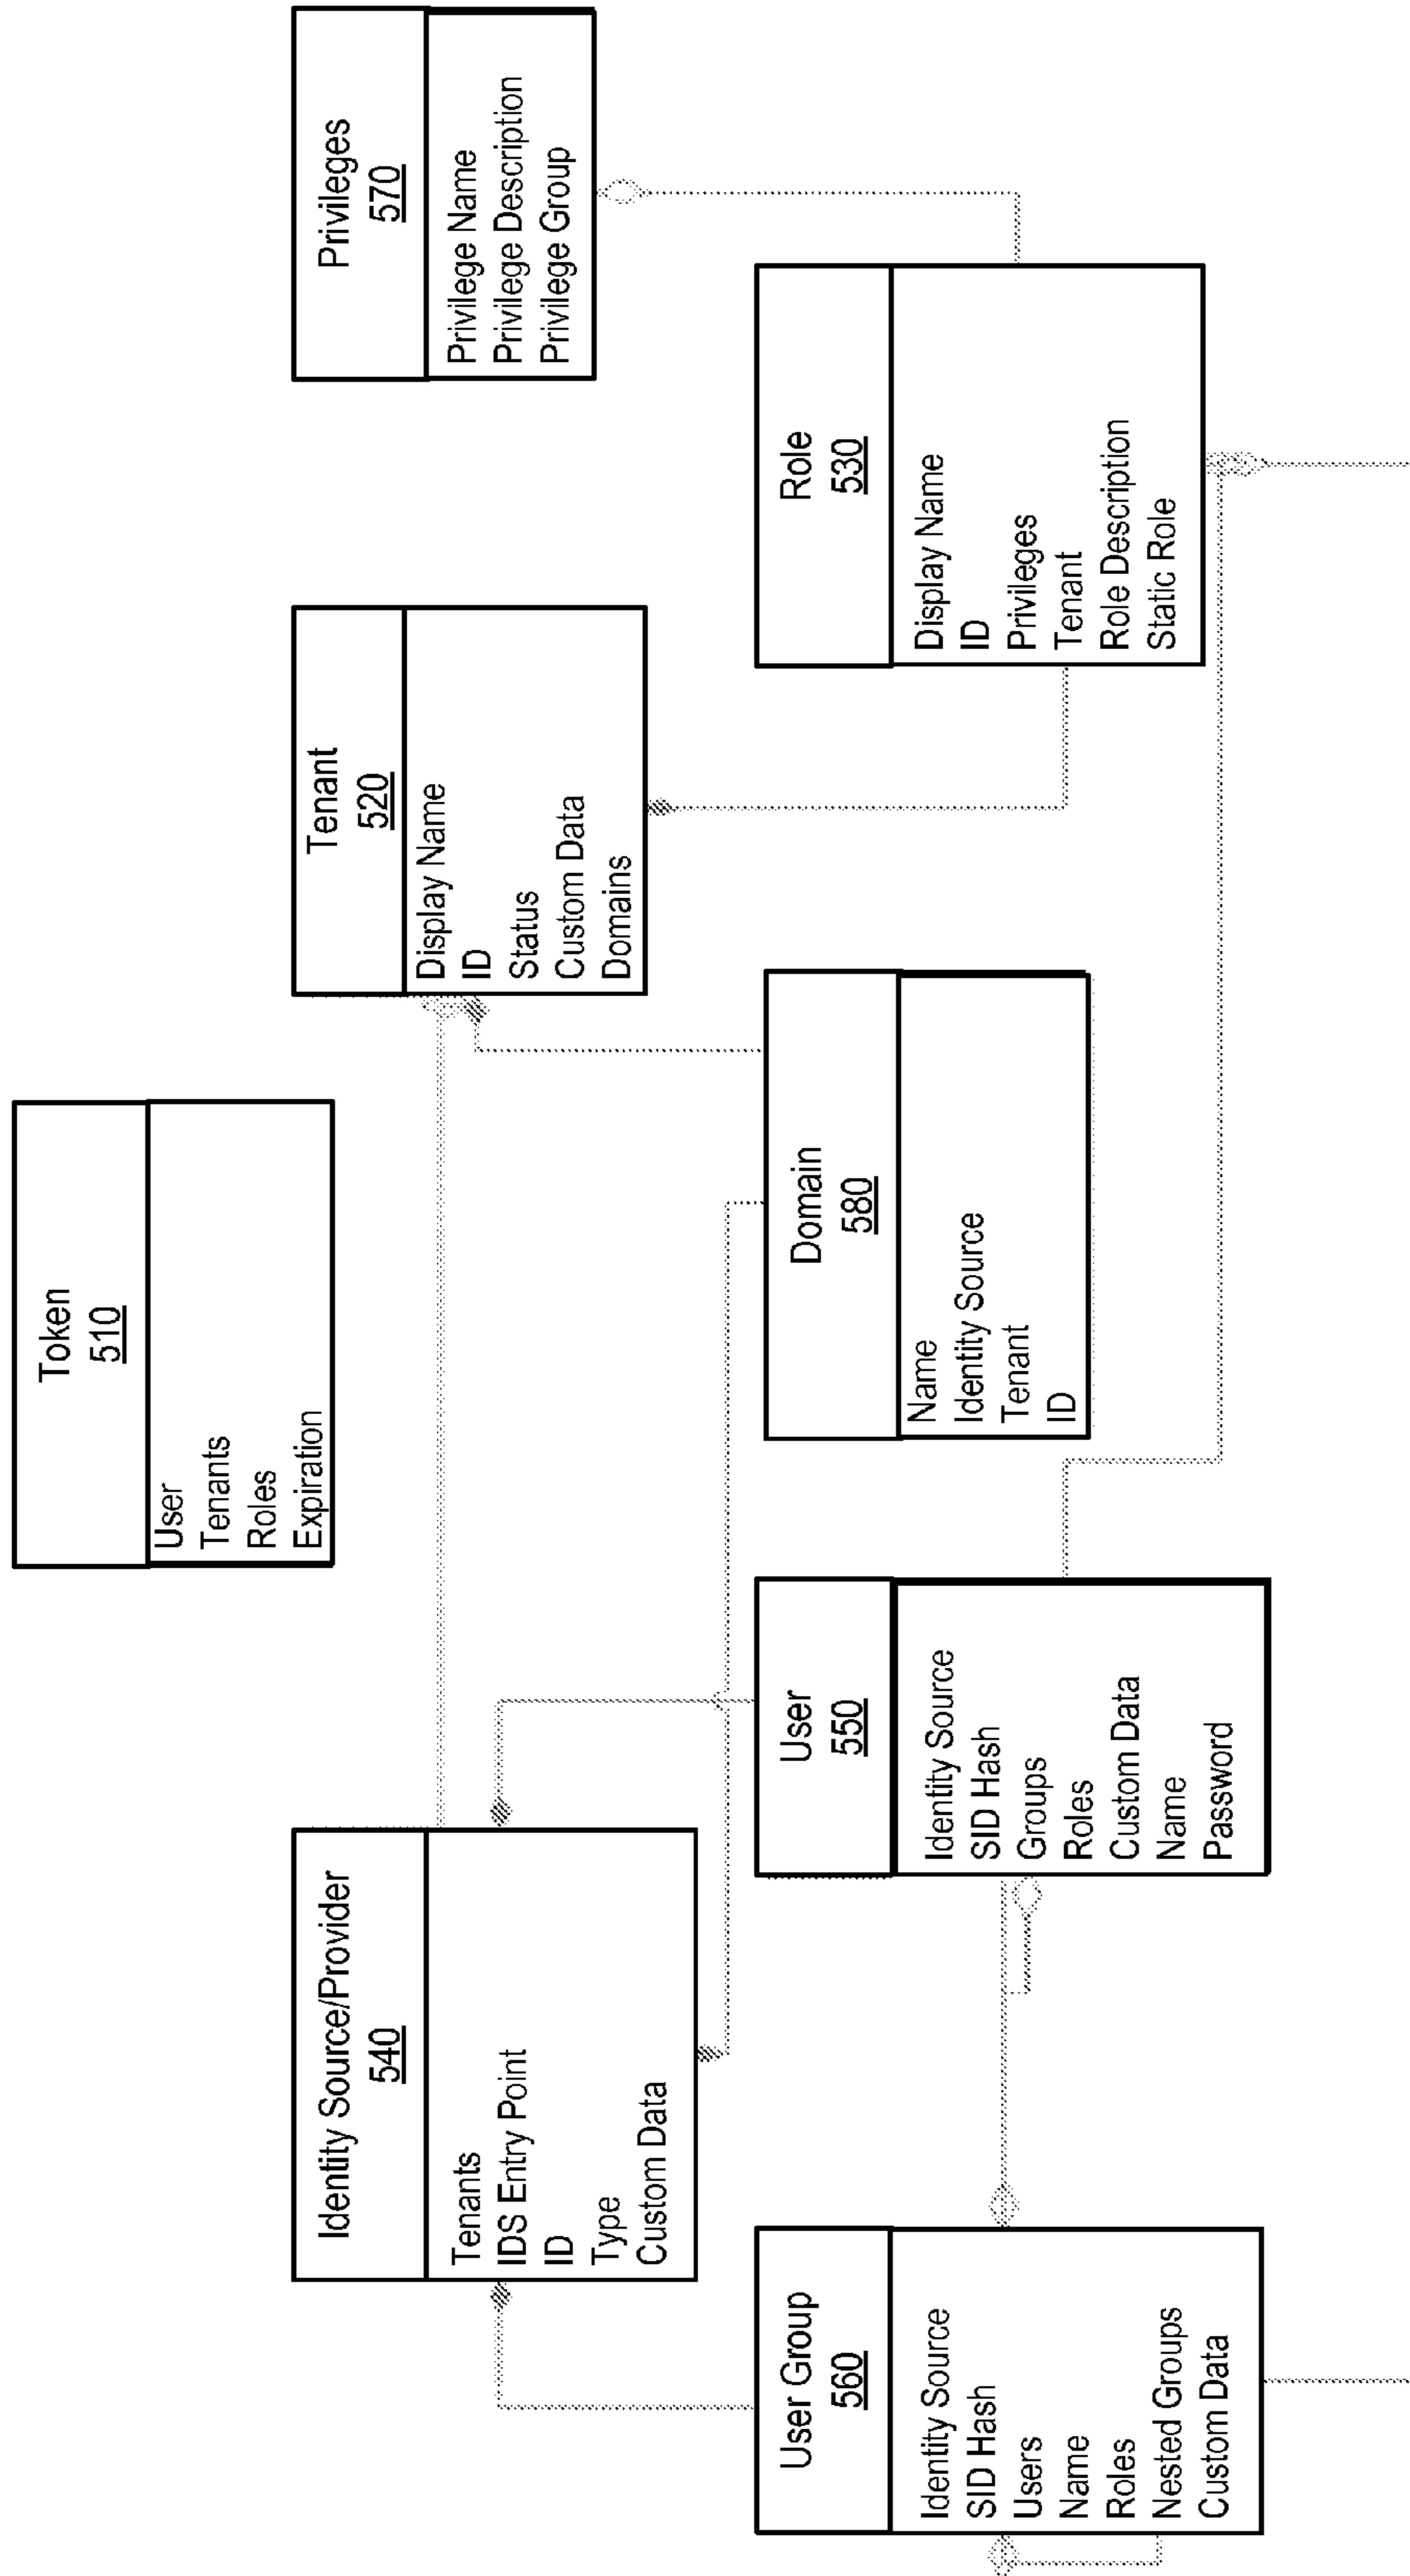 Token
510
User
Tenants
Roles
Expiration
Identity Source/Provider
540
Tenants
IDS Entry Point
ID
Type
Custom Data
Tenant
520
Display Name
ID
Status
Custom Data
Domains
Privileges
570
Privilege Name
Privilege Description
Privilege Group
User Group
560
Identity Source
SID Hash
Users
Name
Roles
Nested Groups
Custom Data
User
550
Identity Source
SID Hash
Groups
Roles
Custom Data
Name
Password
Domain
580
Name
Identity Source
Tenant
ID
Role
530
Display Name
ID
Privileges
Tenant
Role Description
Static Role